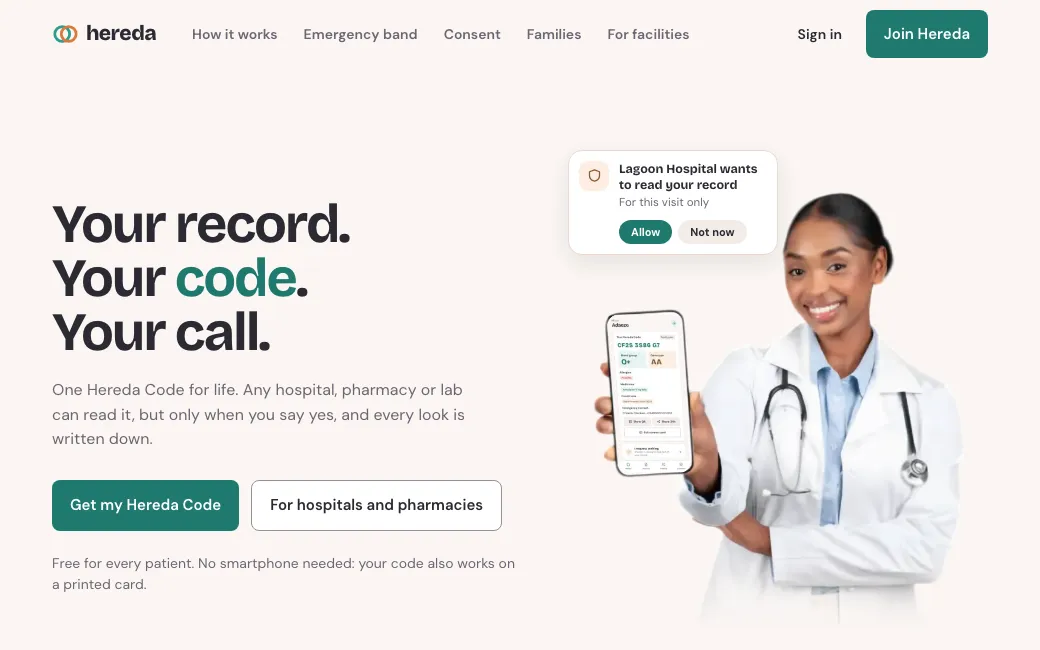 hereda
How it works
Emergency band
Consent
Families
For facilities
Sign in
Join Hereda
Lagoon Hospital wants
to read your record
For this visit only
Allow
Not now
Your record.
Your code.
Your call.
One Hereda Code for life. Any hospital, pharmacy or lab
can read it, but only when you say yes, and every look is
written down.
Get my Hereda Code
For hospitals and pharmacies
Free for every patient. No smartphone needed: your code also works on
a printed card.
Adaeze
O+
AA